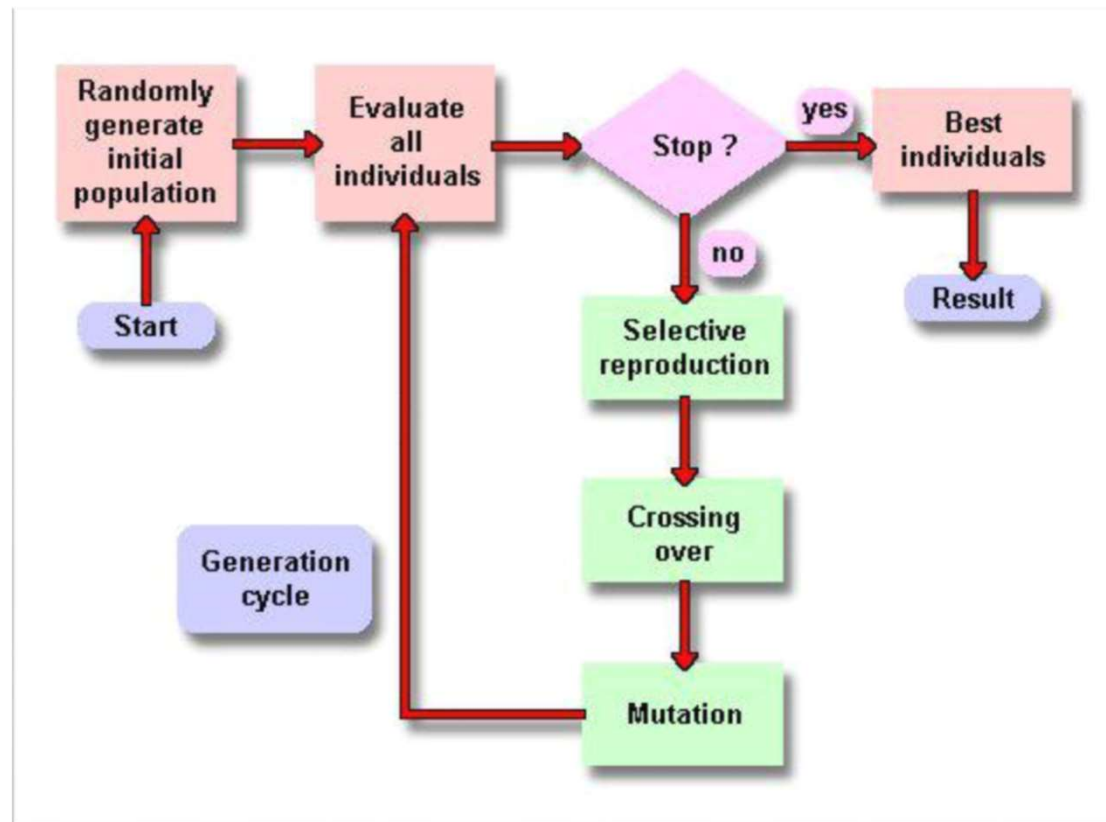 Randomly
generate
initial
population
Evaluate
all
individuals
Stop ?
yes
Best
individuals
no
Start
Result
Selective
reproduction
Crossing
over
Generation
cycle
Mutation